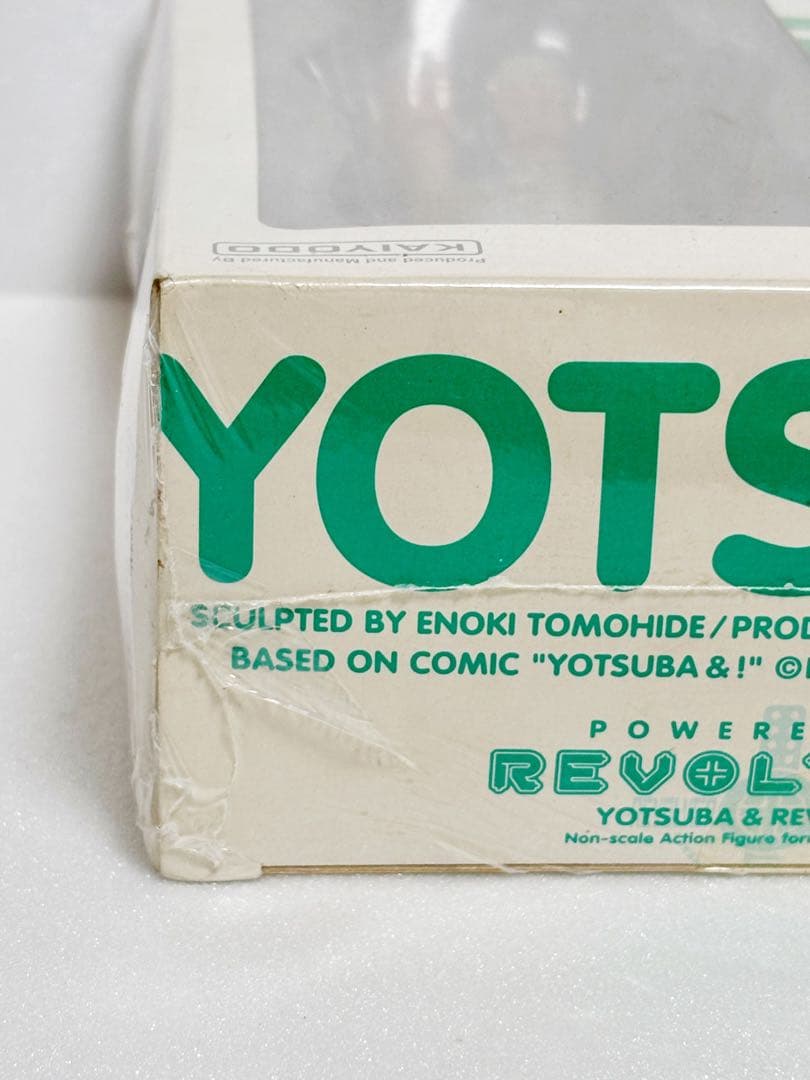 KAIYODO
Produced and Manufactured By
YOTS
SCULPTED BY ENOKI TOMOHIDE/PROD
BASED ON COMIC "YOTSUBA&!" ©
POWERE
REVOL
YOTSUBA & REV
Non-scale Action Figure for